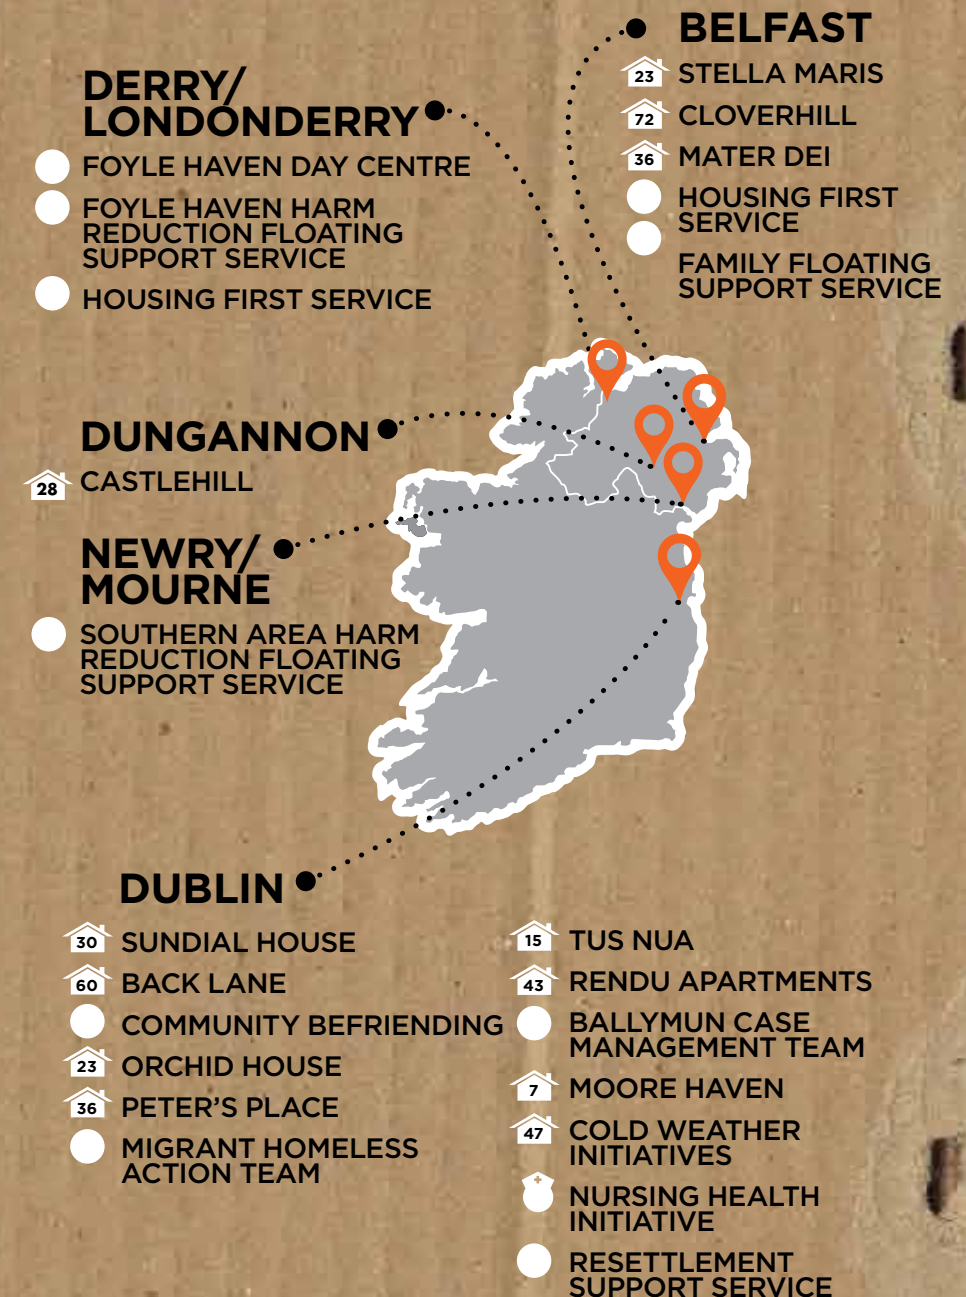 BELFAST
23 STELLA MARIS
72 CLOVERHILL
36 MATER DEI
HOUSING FIRST
SERVICE
FAMILY FLOATING
SUPPORT SERVICE
DERRY/
LONDONDERRY
FOYLE HAVEN DAY CENTRE
FOYLE HAVEN HARM
REDUCTION FLOATING
SUPPORT SERVICE
HOUSING FIRST SERVICE
DUNGANNON
28 CASTLEHILL
NEWRY/
MOURNE
SOUTHERN AREA HARM
REDUCTION FLOATING
SUPPORT SERVICE
DUBLIN
30 SUNDIAL HOUSE
60 BACK LANE
COMMUNITY BEFRIENDING
23 ORCHID HOUSE
36 PETER'S PLACE
MIGRANT HOMELESS
ACTION TEAM
15 TUS NUA
43 RENDU APARTMENTS
BALLYMUN CASE
MANAGEMENT TEAM
7 MOORE HAVEN
47 COLD WEATHER
INITIATIVES
NURSING HEALTH
INITIATIVE
RESETTLEMENT
SUPPORT SERVICE